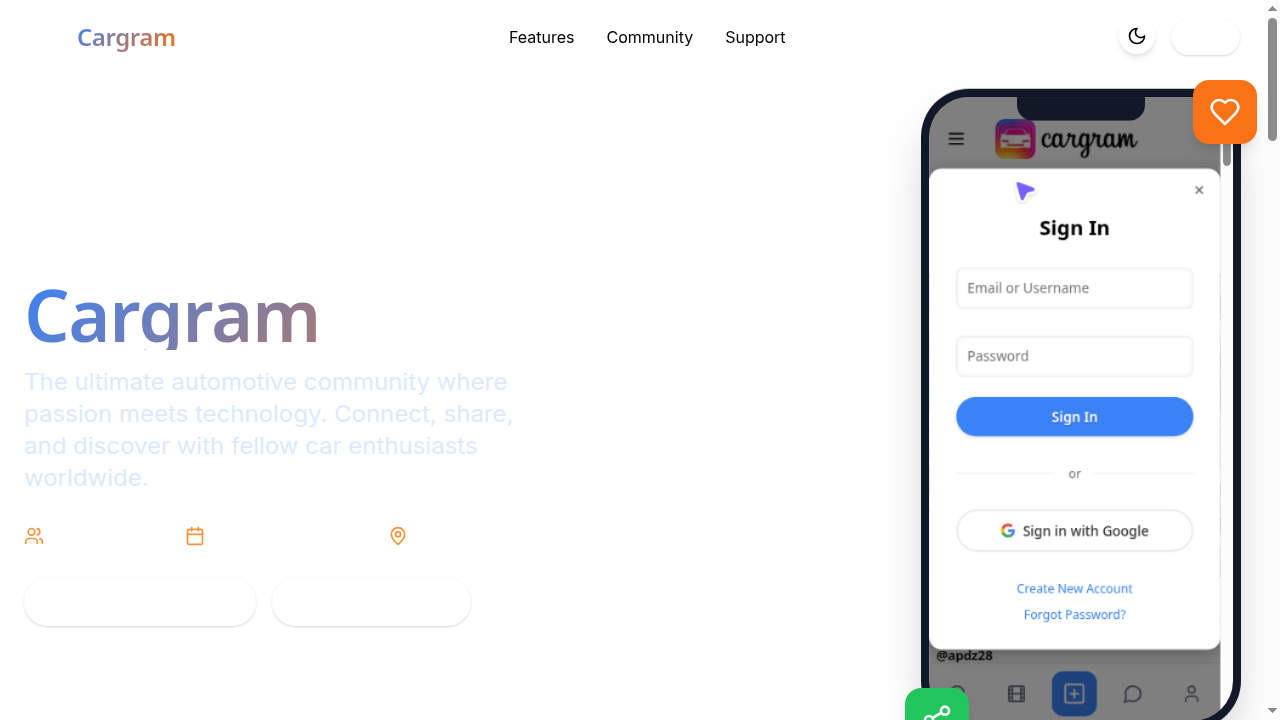 Cargram
Features
Community
Support
cargram
Sign In
Email or Username
Password
Sign In
or
Sign in with Google
Create New Account
Forgot Password?
@apdz28
Cargram
The ultimate automotive community where
passion meets technology. Connect, share,
and discover with fellow car enthusiasts
worldwide.